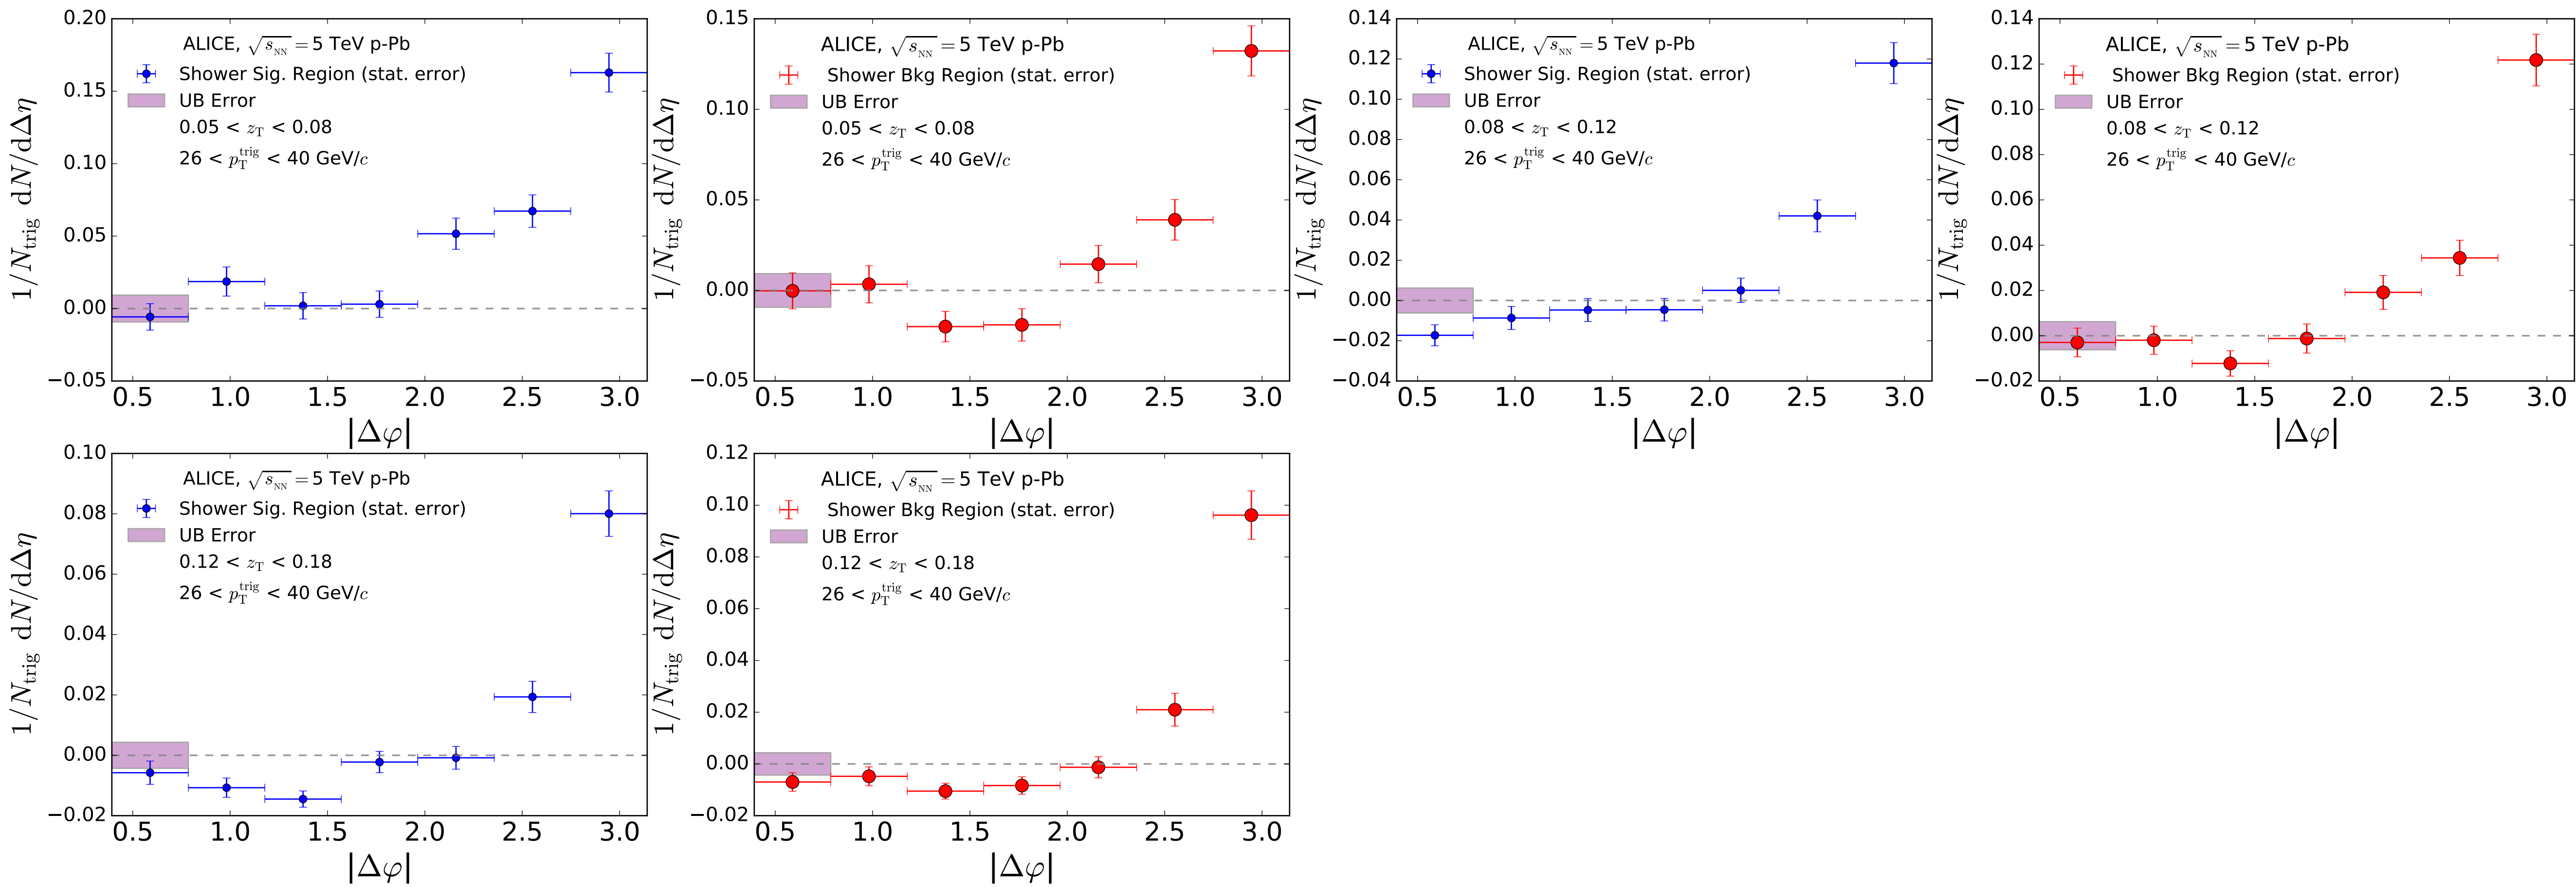 0.20
0.15
0.10
0.05
0.00
−0.05
1/N_trig dN/dΔη
ALICE, √s_NN = 5 TeV p-Pb
Shower Sig. Region (stat. error)
UB Error
0.05 < z_T < 0.08
26 < p_T^trig < 40 GeV/c
0.5 1.0 1.5 2.0 2.5 3.0
|Δφ|
0.15
0.10
0.05
0.00
−0.05
1/N_trig dN/dΔη
ALICE, √s_NN = 5 TeV p-Pb
Shower Bkg Region (stat. error)
UB Error
0.05 < z_T < 0.08
26 < p_T^trig < 40 GeV/c
0.5 1.0 1.5 2.0 2.5 3.0
|Δφ|
0.14
0.12
0.10
0.08
0.06
0.04
0.02
0.00
−0.02
−0.04
1/N_trig dN/dΔη
ALICE, √s_NN = 5 TeV p-Pb
Shower Sig. Region (stat. error)
UB Error
0.08 < z_T < 0.12
26 < p_T^trig < 40 GeV/c
0.5 1.0 1.5 2.0 2.5 3.0
|Δφ|
0.14
0.12
0.10
0.08
0.06
0.04
0.02
0.00
−0.02
1/N_trig dN/dΔη
ALICE, √s_NN = 5 TeV p-Pb
Shower Bkg Region (stat. error)
UB Error
0.08 < z_T < 0.12
26 < p_T^trig < 40 GeV/c
0.5 1.0 1.5 2.0 2.5 3.0
|Δφ|
0.10
0.08
0.06
0.04
0.02
0.00
−0.02
1/N_trig dN/dΔη
ALICE, √s_NN = 5 TeV p-Pb
Shower Sig. Region (stat. error)
UB Error
0.12 < z_T < 0.18
26 < p_T^trig < 40 GeV/c
0.5 1.0 1.5 2.0 2.5 3.0
|Δφ|
0.12
0.10
0.08
0.06
0.04
0.02
0.00
−0.02
1/N_trig dN/dΔη
ALICE, √s_NN = 5 TeV p-Pb
Shower Bkg Region (stat. error)
UB Error
0.12 < z_T < 0.18
26 < p_T^trig < 40 GeV/c
0.5 1.0 1.5 2.0 2.5 3.0
|Δφ|